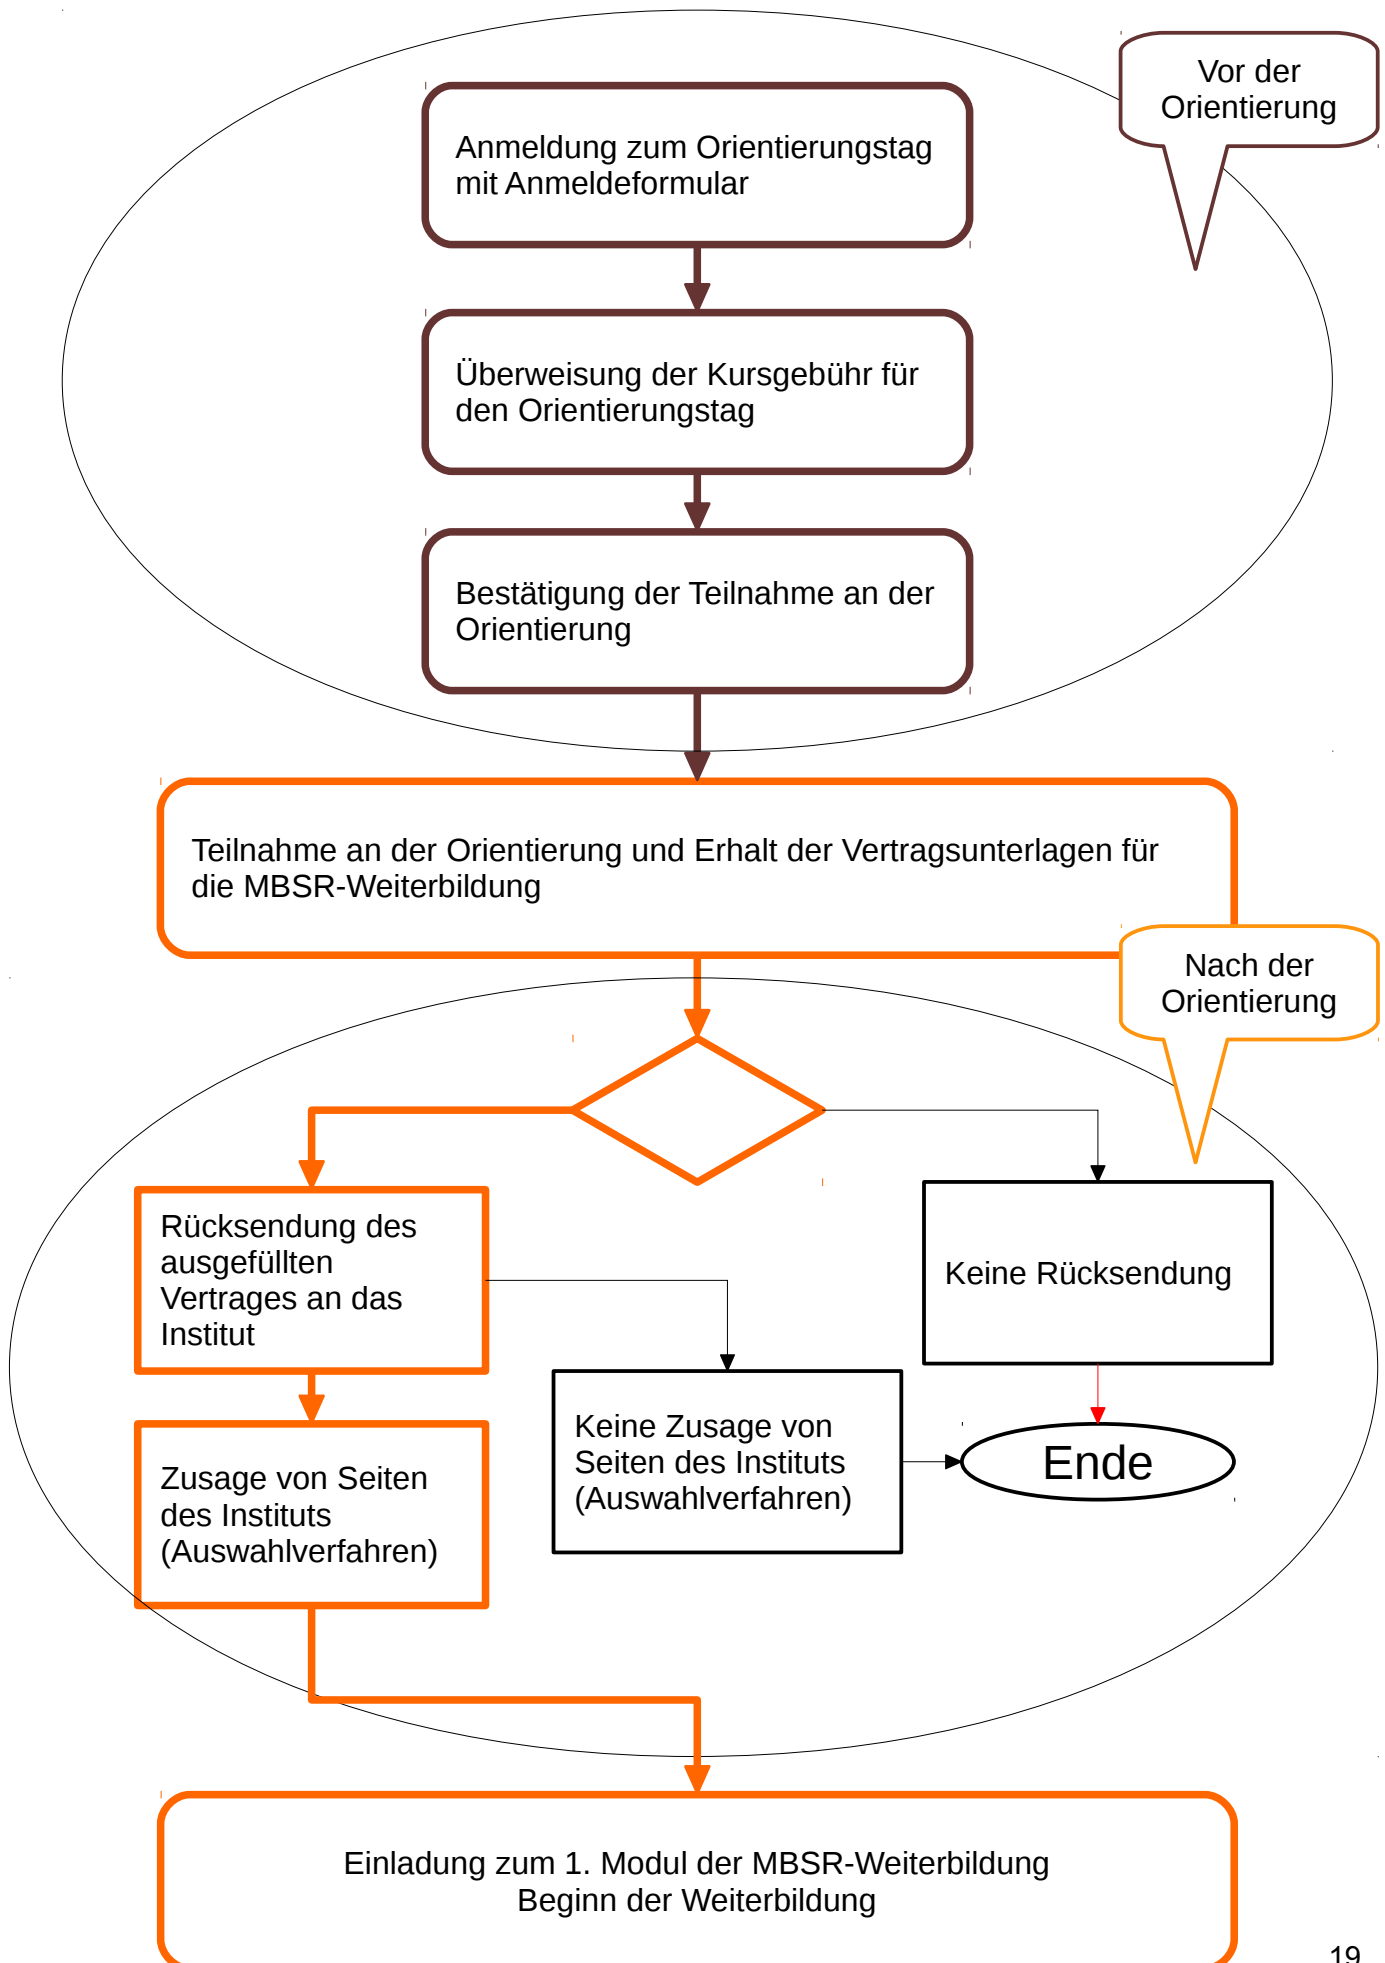 Vor der
Orientierung
Anmeldung zum Orientierungstag
mit Anmeldeformular
Überweisung der Kursgebühr für
den Orientierungstag
Bestätigung der Teilnahme an der
Orientierung
Teilnahme an der Orientierung und Erhalt der Vertragsunterlagen für
die MBSR-Weiterbildung
Nach der
Orientierung
Rücksendung des
ausgefüllten
Vertrages an das
Institut
Keine Rücksendung
Keine Zusage von
Seiten des Instituts
(Auswahlverfahren)
Ende
Zusage von Seiten
des Instituts
(Auswahlverfahren)
Einladung zum 1. Modul der MBSR-Weiterbildung
Beginn der Weiterbildung
19